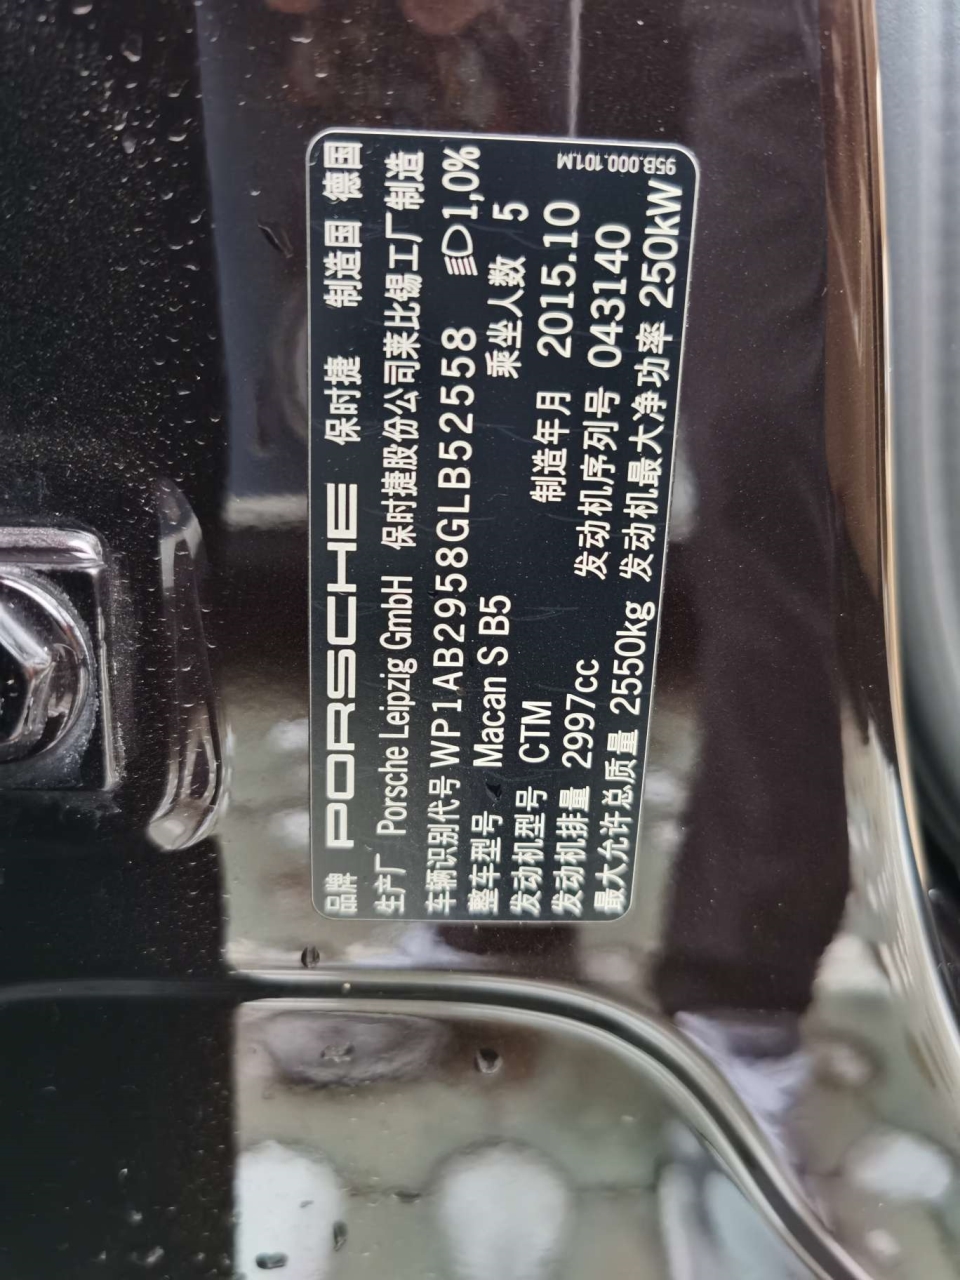 品牌 PORSCHE 保时捷 制造国 德国
生产厂 Porsche Leipzig GmbH 保时捷股份公司莱比锡工厂制造
车辆识别代号 WP1AB2958GLB52558 1,0%
整车型号 Macan S B5 乘坐人数 5
发动机型号 CTM 制造年月 2015.10
发动机排量 2997cc 发动机序列号 043140
最大允许总质量 2550kg 发动机最大净功率 250kW
95B.000.101.M